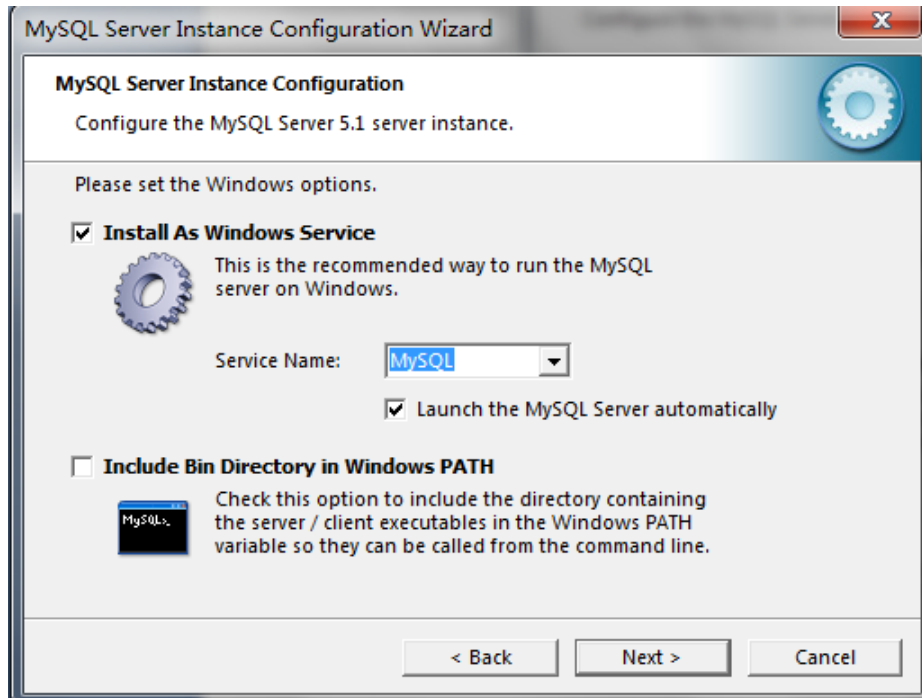 MySQL Server Instance Configuration Wizard
MySQL Server Instance Configuration
Configure the MySQL Server 5.1 server instance.
Please set the Windows options.
Install As Windows Service
This is the recommended way to run the MySQL
server on Windows.
Service Name: MySQL
Launch the MySQL Server automatically
Include Bin Directory in Windows PATH
MySQL>_
Check this option to include the directory containing
the server / client executables in the Windows PATH
variable so they can be called from the command line.
< Back Next > Cancel